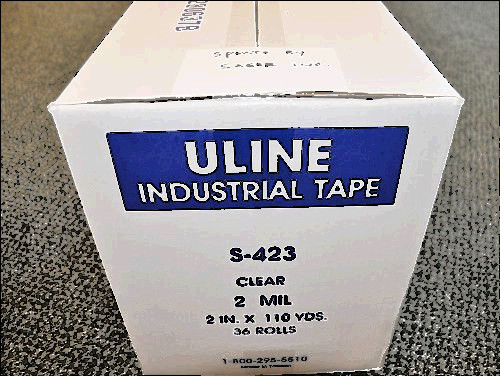 ULINE
INDUSTRIAL TAPE
S-423
CLEAR
2 MIL
2 IN. X 110 YDS.
36 ROLLS
1-800-295-5510